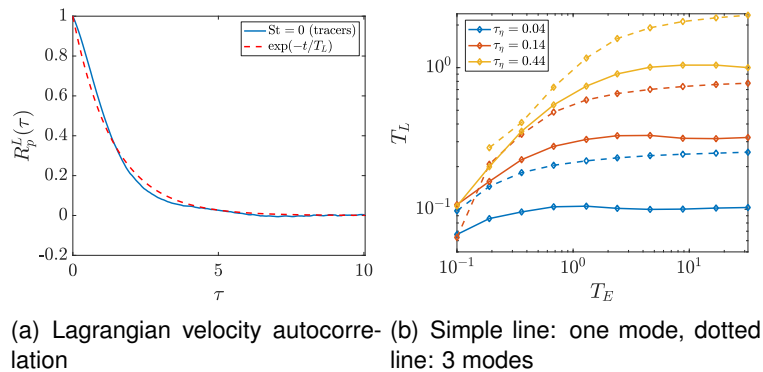 1
0.8
0.6
0.4
0.2
0
-0.2
R_p^L(τ)
St = 0 (tracers)
exp(−t/T_L)
0 5 10
τ
10^0
10^-1
T_L
τ_η = 0.04
τ_η = 0.14
τ_η = 0.44
10^-1 10^0 10^1
T_E
(a) Lagrangian velocity autocorre-
lation
(b) Simple line: one mode, dotted
line: 3 modes